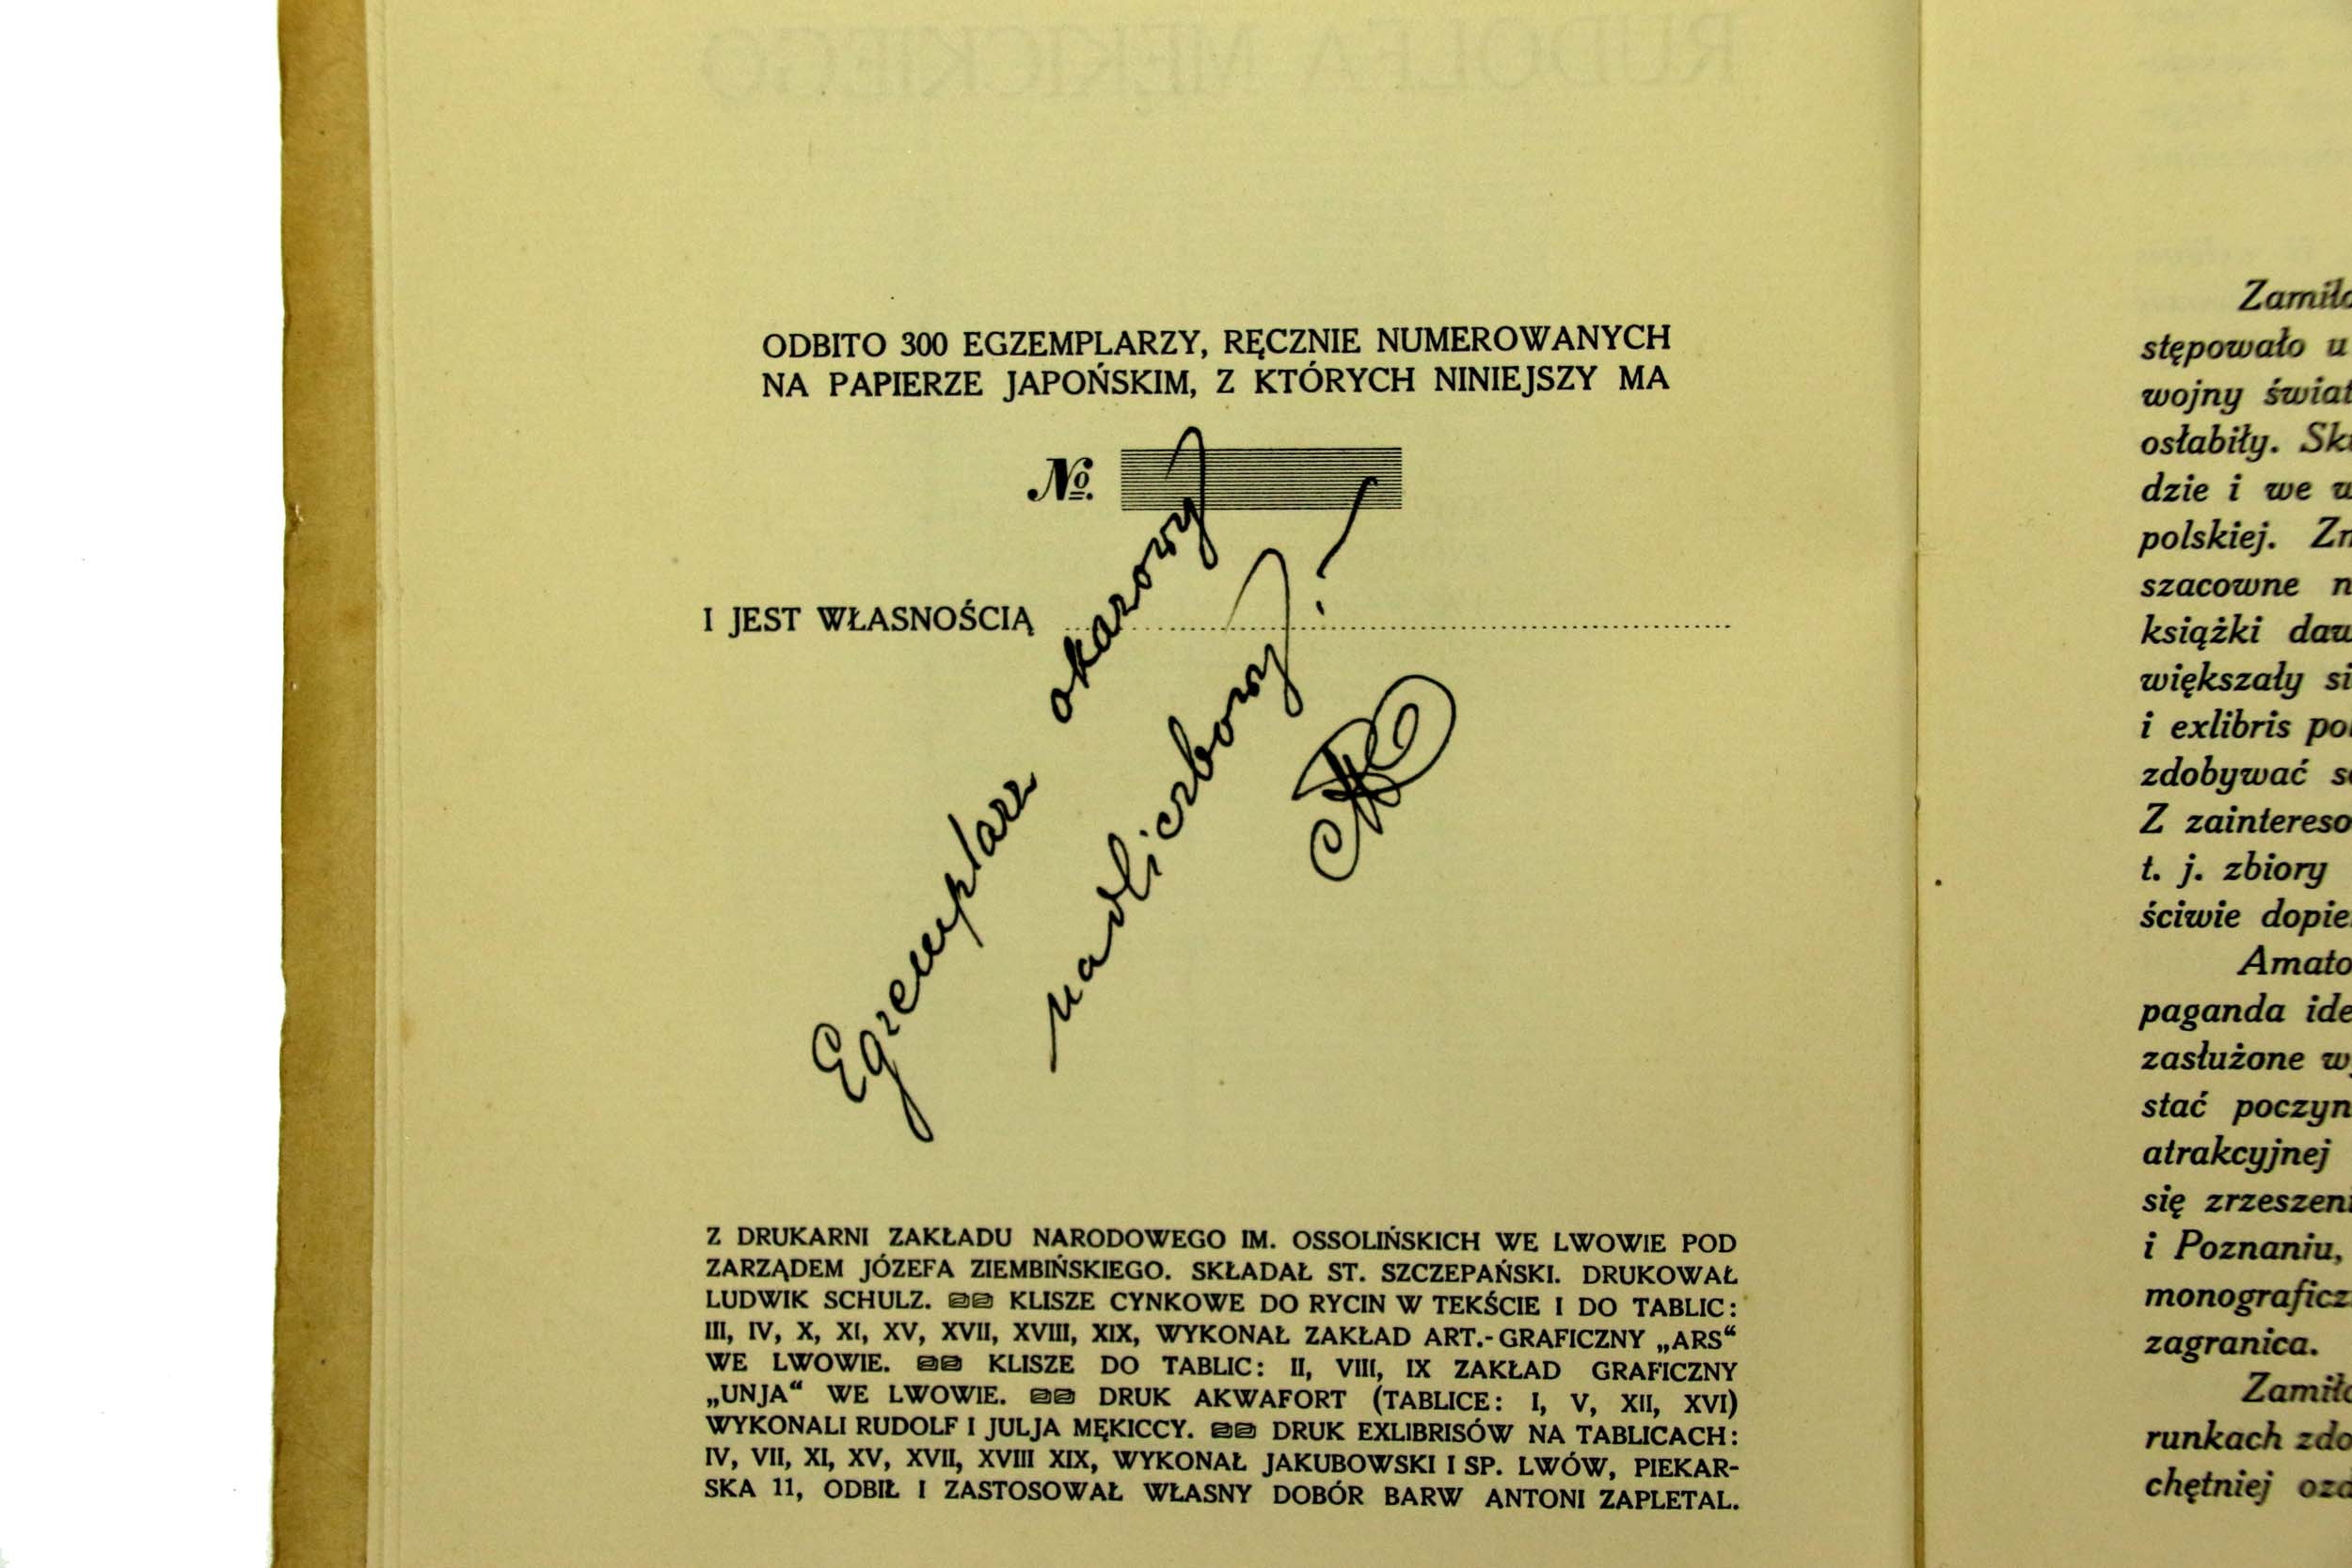 RUDOLFA MĘKICKIEGO
ODBITO 300 EGZEMPLARZY, RĘCZNIE NUMEROWANYCH
NA PAPIERZE JAPOŃSKIM, Z KTÓRYCH NINIEJSZY MA
No.
I JEST WŁASNOŚCIĄ
Egzemplarz okazowy
nadliczbowy!
Z DRUKARNI ZAKŁADU NARODOWEGO IM. OSSOLIŃSKICH WE LWOWIE POD
ZARZĄDEM JÓZEFA ZIEMBIŃSKIEGO. SKŁADAŁ ST. SZCZEPAŃSKI. DRUKOWAŁ
LUDWIK SCHULZ. KLISZE CYNKOWE DO RYCIN W TEKŚCIE I DO TABLIC:
III, IV, X, XI, XV, XVII, XVIII, XIX, WYKONAŁ ZAKŁAD ART.-GRAFICZNY „ARS“
WE LWOWIE. KLISZE DO TABLIC: II, VIII, IX ZAKŁAD GRAFICZNY
„UNJA“ WE LWOWIE. DRUK AKWAFORT (TABLICE: I, V, XII, XVI)
WYKONALI RUDOLF I JULJA MĘKICCY. DRUK EXLIBRISÓW NA TABLICACH:
IV, VII, XI, XV, XVII, XVIII XIX, WYKONAŁ JAKUBOWSKI I SP. LWÓW, PIEKAR-
SKA 11, ODBIŁ I ZASTOSOWAŁ WŁASNY DOBÓR BARW ANTONI ZAPLETAL.
Zamiło
stępowało u
wojny świat
osłabiły. Sk
dzie i we w
polskiej. Zn
szacowne n
książki daw
większały si
i exlibris po
zdobywać s
Z zaintereso
t. j. zbiory
ściwie dopie
Amato
paganda ide
zasłużone w
stać poczyn
atrakcyjnej
się zrzeszeni
i Poznaniu,
monograficz
zagranica.
Zamiło
runkach zdo
chętniej ozd